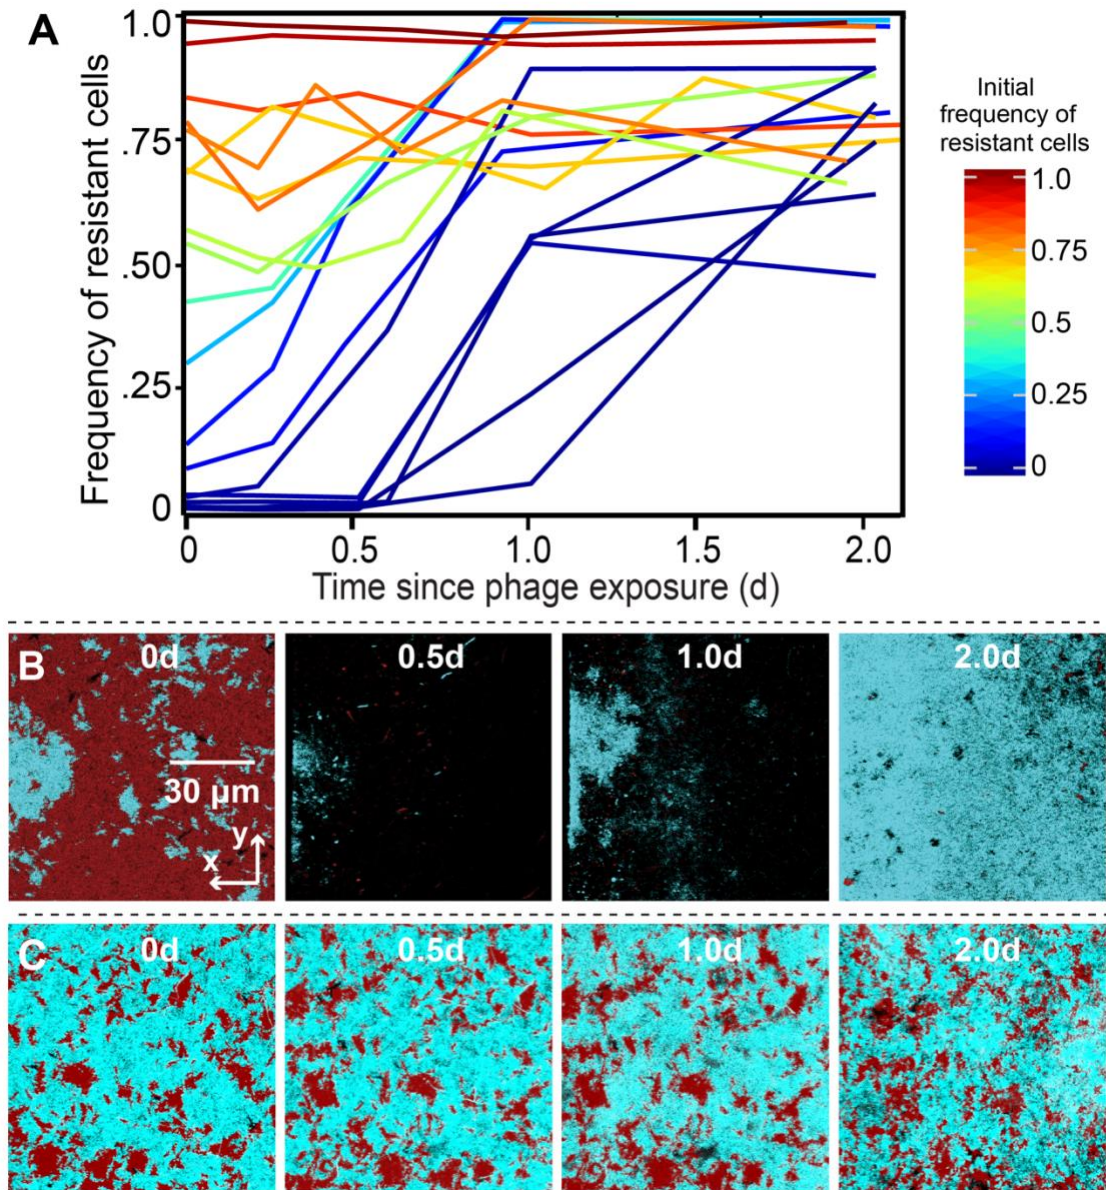 A
Frequency of resistant cells
1.0
.75
.50
.25
0
0 0.5 1.0 1.5 2.0
Time since phage exposure (d)
Initial
frequency of
resistant cells
1.0
0.75
0.5
0.25
0
B
0d
30 µm
y
x
0.5d
1.0d
2.0d
C
0d
0.5d
1.0d
2.0d